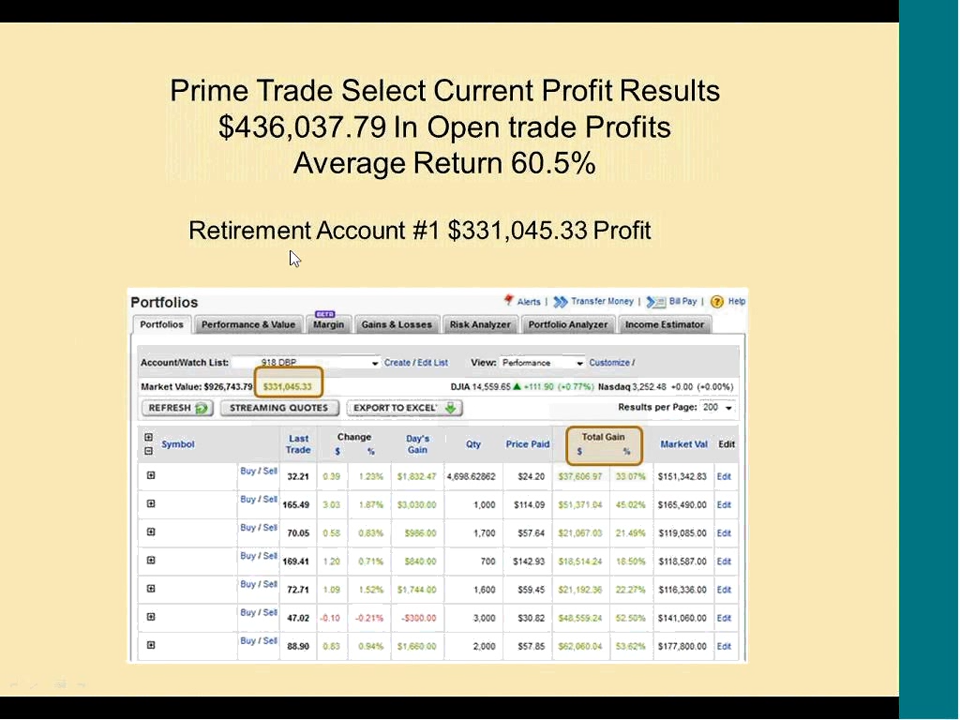 Prime Trade Select Current Profit Results
$436,037.79 In Open trade Profits
Average Return 60.5%
Retirement Account #1 $331,045.33 Profit
Portfolios
Alerts | Transfer Money | Bill Pay | Help
Portfolios Performance & Value BETA Margin Gains & Losses Risk Analyzer Portfolio Analyzer Income Estimator
Account/Watch List: 918 DBP Create / Edit List View: Performance Customize /
Market Value: $926,743.79 $331,045.33 DJIA 14,559.65 ▲ +111.90 (+0.77%) Nasdaq 3,252.48 +0.00 (+0.00%)
REFRESH STREAMING QUOTES EXPORT TO EXCEL Results per Page: 200
Symbol Last Trade Change $ % Day's Gain Qty Price Paid Total Gain $ % Market Val Edit
Buy / Sell 32.21 0.39 1.23% $1,832.47 4,698.62862 $24.20 $37,606.97 33.07% $151,342.83 Edit
Buy / Sell 165.49 3.03 1.87% $3,030.00 1,000 $114.09 $51,371.04 45.02% $165,490.00 Edit
Buy / Sell 70.05 0.58 0.83% $986.00 1,700 $57.64 $21,067.03 21.49% $119,085.00 Edit
Buy / Sell 169.41 1.20 0.71% $840.00 700 $142.93 $18,514.24 18.50% $118,587.00 Edit
Buy / Sell 72.71 1.09 1.52% $1,744.00 1,600 $59.45 $21,192.36 22.27% $116,336.00 Edit
Buy / Sell 47.02 -0.10 -0.21% -$300.00 3,000 $30.82 $48,559.24 52.50% $141,060.00 Edit
Buy / Sell 88.90 0.83 0.94% $1,660.00 2,000 $57.85 $62,060.04 53.62% $177,800.00 Edit